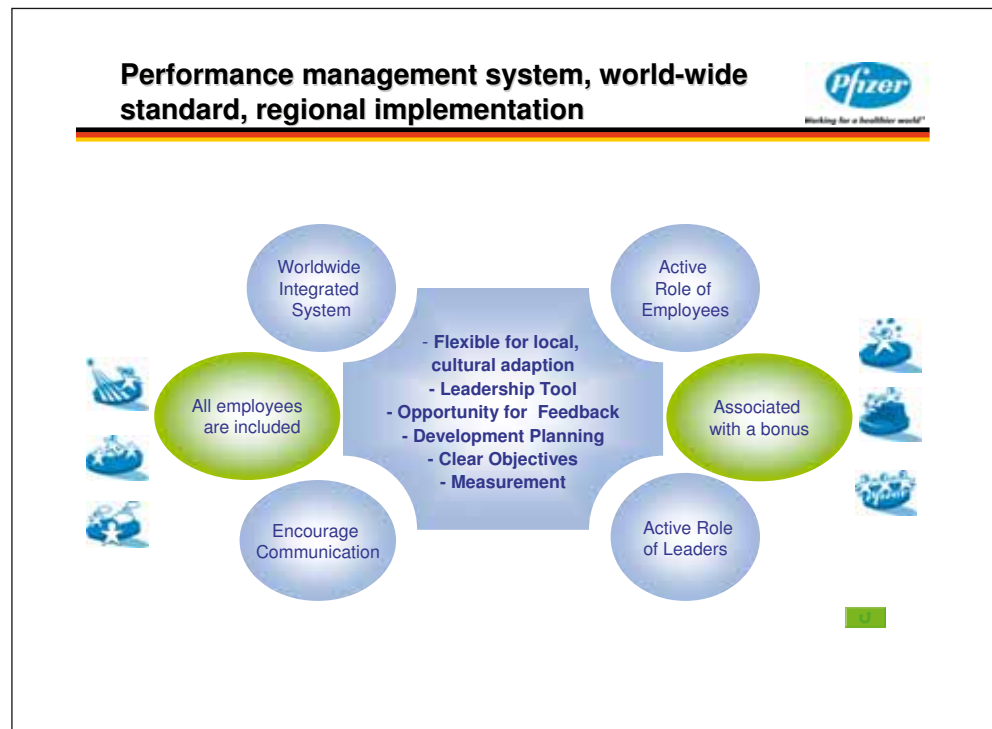 Performance management system, world-wide
standard, regional implementation
Pfizer
Working for a healthier world™
Worldwide
Integrated
System
Active
Role of
Employees
- Flexible for local,
cultural adaption
- Leadership Tool
- Opportunity for Feedback
- Development Planning
- Clear Objectives
- Measurement
All employees
are included
Associated
with a bonus
Encourage
Communication
Active Role
of Leaders
Pfizer